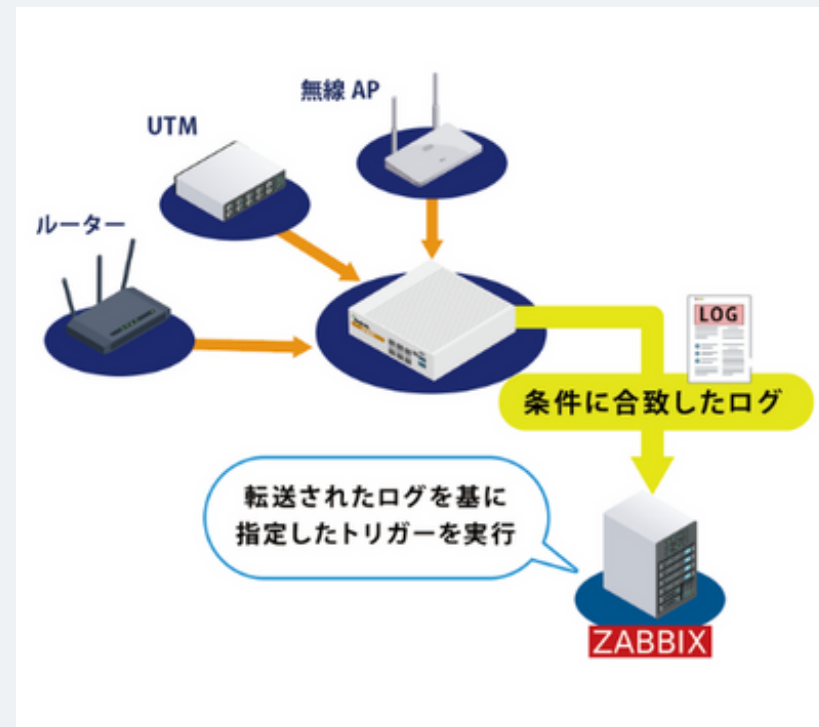 無線 AP
UTM
ルーター
LOG
条件に合致したログ
転送されたログを基に
指定したトリガーを実行
ZABBIX